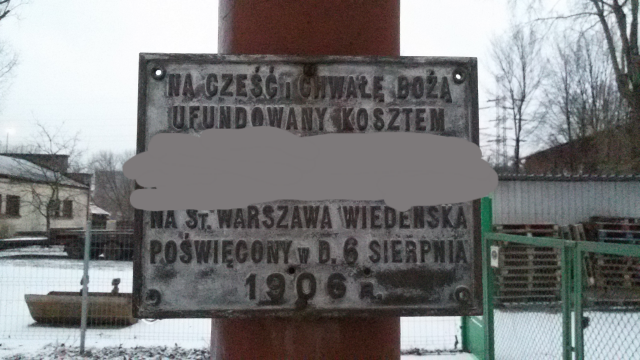 NA CZEŚĆ i CHWAŁĘ BOŻĄ
UFUNDOWANY KOSZTEM
NA ST. WARSZAWA WIEDEŃSKA
POŚWIĘCONY W D. 6 SIERPNIA
1906 R.